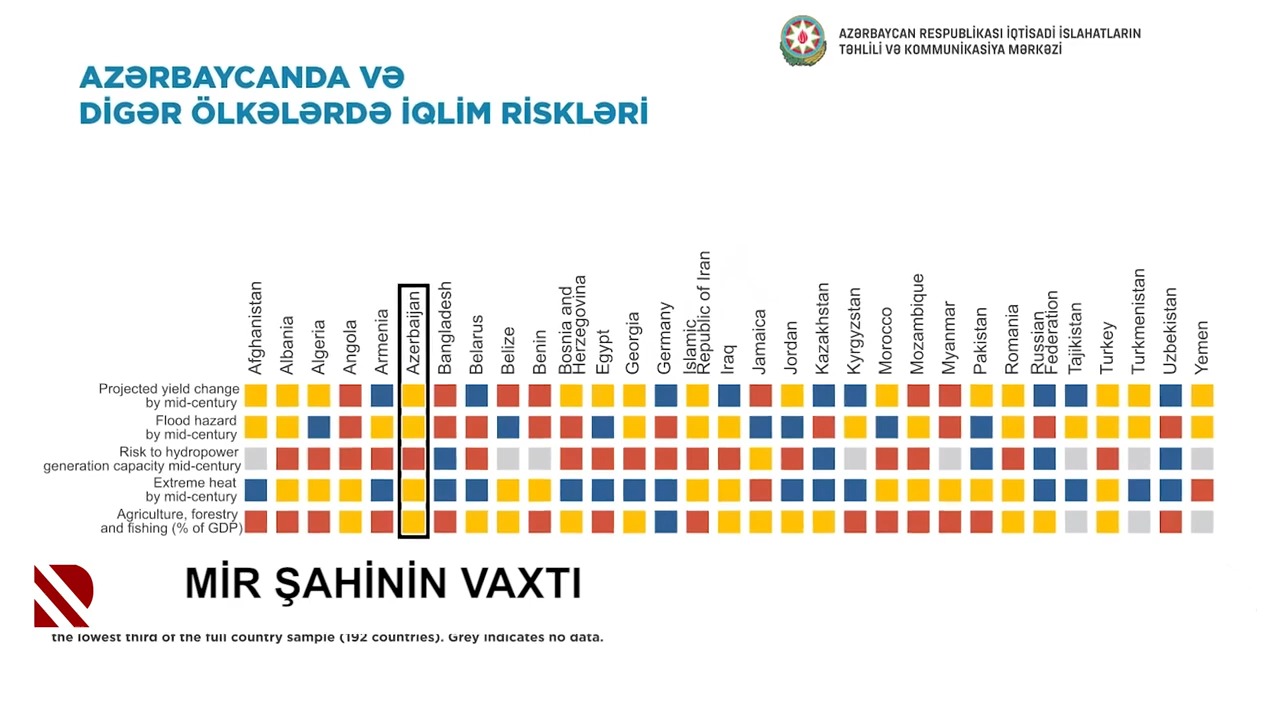 AZƏRBAYCAN RESPUBLİKASI İQTİSADİ İSLAHATLARIN
TƏHLİLİ VƏ KOMMUNİKASİYA MƏRKƏZİ
AZƏRBAYCANDA VƏ
DİGƏR ÖLKƏLƏRDƏ İQLİM RİSKLƏRİ
Afghanistan
Albania
Algeria
Angola
Armenia
Azerbaijan
Bangladesh
Belarus
Belize
Benin
Bosnia and
Herzegovina
Egypt
Georgia
Germany
Islamic
Republic of Iran
Iraq
Jamaica
Jordan
Kazakhstan
Kyrgyzstan
Morocco
Mozambique
Myanmar
Pakistan
Romania
Russian
Federation
Tajikistan
Turkey
Turkmenistan
Uzbekistan
Yemen
Projected yield change
by mid-century
Flood hazard
by mid-century
Risk to hydropower
generation capacity mid-century
Extreme heat
by mid-century
Agriculture, forestry
and fishing (% of GDP)
MİR ŞAHİNİN VAXTI
the lowest third of the full country sample (192 countries). Grey indicates no data.